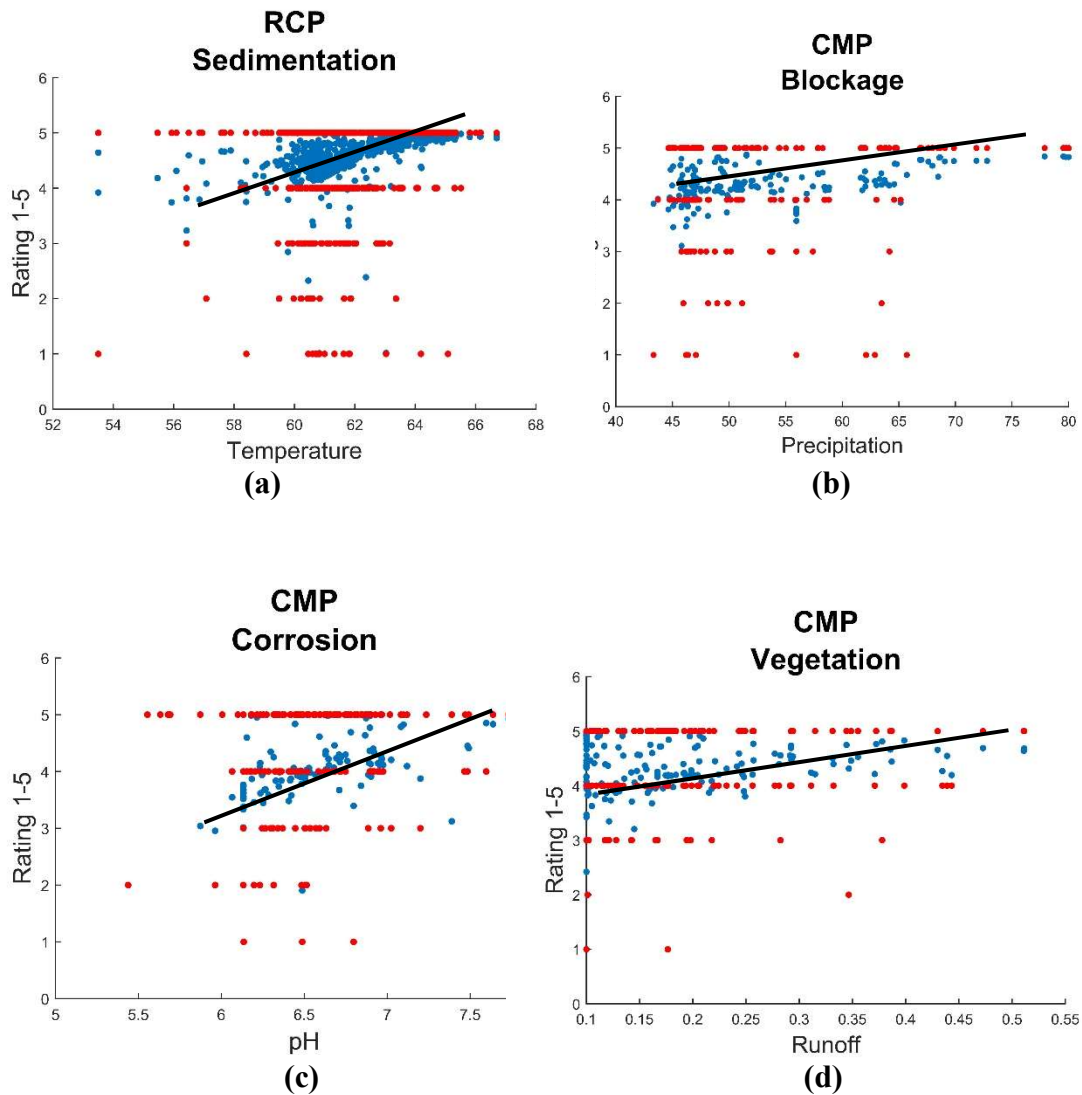 RCP
Sedimentation
6
5
4
3
2
1
0
Rating 1-5
52 54 56 58 60 62 64 66 68
Temperature
(a)
CMP
Blockage
6
5
4
3
2
1
0
40 45 50 55 60 65 70 75 80
Precipitation
(b)
CMP
Corrosion
6
5
4
3
2
1
0
Rating 1-5
5 5.5 6 6.5 7 7.5
pH
(c)
CMP
Vegetation
6
5
4
3
2
1
0
Rating 1-5
0.1 0.15 0.2 0.25 0.3 0.35 0.4 0.45 0.5 0.55
Runoff
(d)